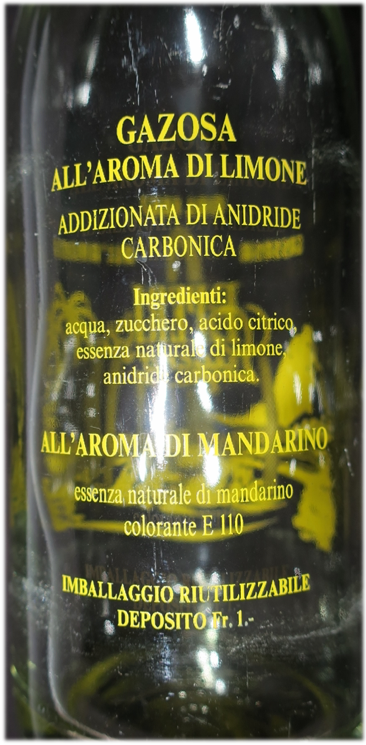 GAZOSA
ALL'AROMA DI LIMONE
ADDIZIONATA DI ANIDRIDE
CARBONICA
Ingredienti:
acqua, zucchero, acido citrico,
essenza naturale di limone,
anidride carbonica.
ALL'AROMA DI MANDARINO
essenza naturale di mandarino
colorante E 110
IMBALLAGGIO RIUTILIZZABILE
DEPOSITO Fr. 1.-